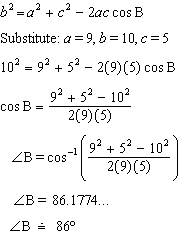 b² = a² + c² − 2ac cos B
Substitute: a = 9, b = 10, c = 5
10² = 9² + 5² − 2(9)(5) cos B
cos B = (9² + 5² − 10²) / (2(9)(5))
∠B = cos⁻¹((9² + 5² − 10²) / (2(9)(5)))
∠B = 86.1774...
∠B ≐ 86°